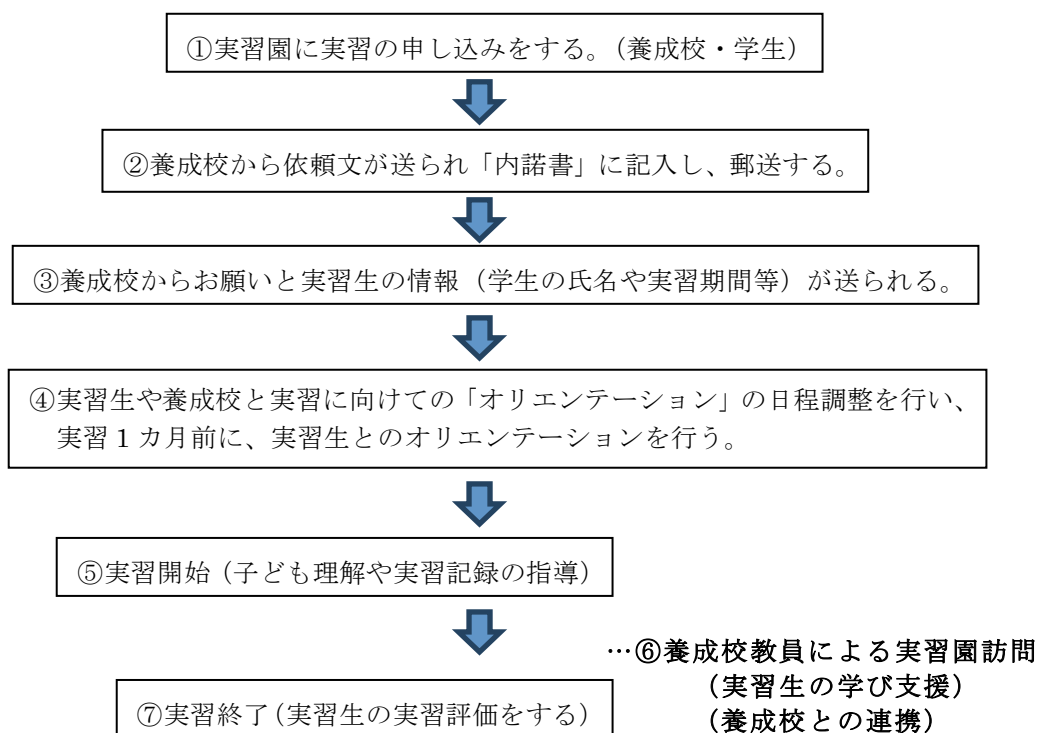 ①実習園に実習の申し込みをする。（養成校・学生）
②養成校から依頼文が送られ「内諾書」に記入し、郵送する。
③養成校からお願いと実習生の情報（学生の氏名や実習期間等）が送られる。
④実習生や養成校と実習に向けての「オリエンテーション」の日程調整を行い、
実習１カ月前に、実習生とのオリエンテーションを行う。
⑤実習開始（子ども理解や実習記録の指導）
…⑥養成校教員による実習園訪問
（実習生の学び支援）
（養成校との連携）
⑦実習終了（実習生の実習評価をする）